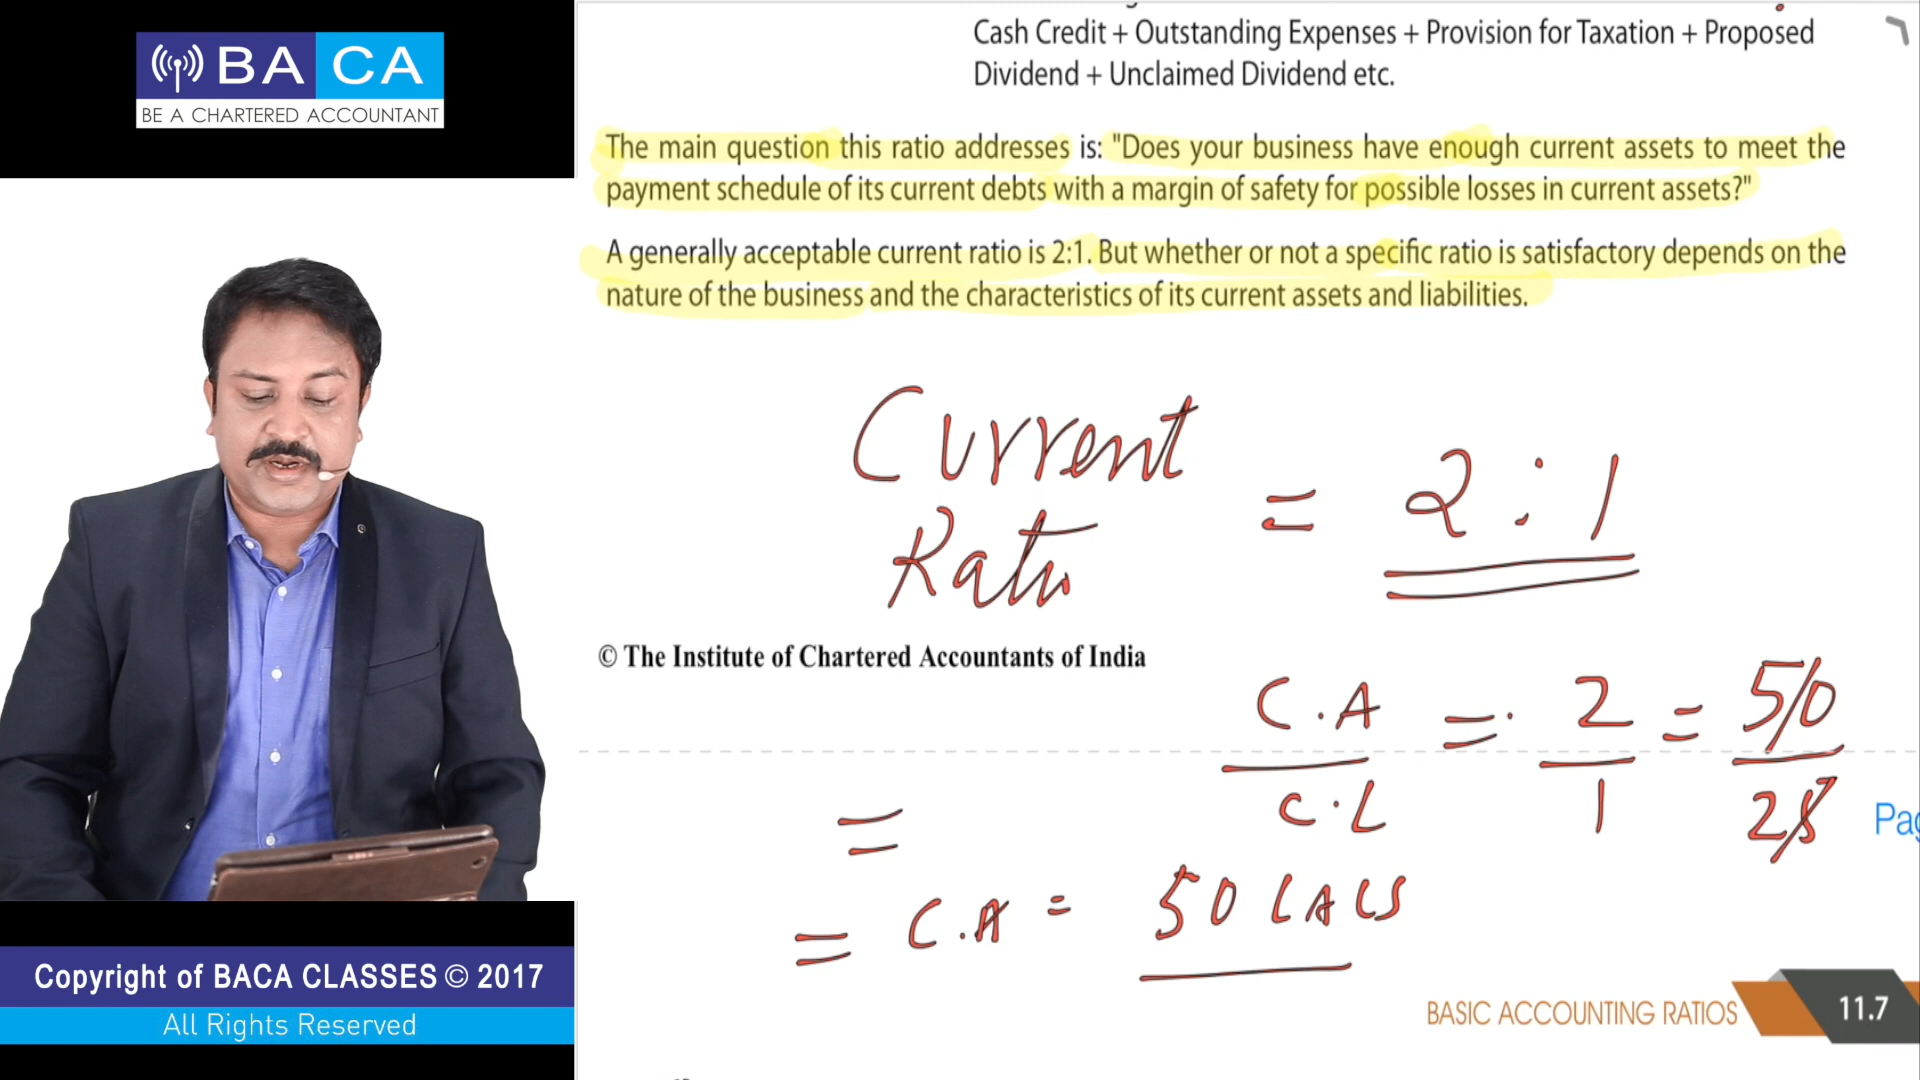 BACA
BE A CHARTERED ACCOUNTANT
Cash Credit + Outstanding Expenses + Provision for Taxation + Proposed
Dividend + Unclaimed Dividend etc.
The main question this ratio addresses is: "Does your business have enough current assets to meet the
payment schedule of its current debts with a margin of safety for possible losses in current assets?"
A generally acceptable current ratio is 2:1. But whether or not a specific ratio is satisfactory depends on the
nature of the business and the characteristics of its current assets and liabilities.
Current
Ratio
= 2 : 1
© The Institute of Chartered Accountants of India
C.A = 2 = 50
= C.L 1 25
= C.A = 50 LACS
Copyright of BACA CLASSES © 2017
All Rights Reserved
BASIC ACCOUNTING RATIOS 11.7